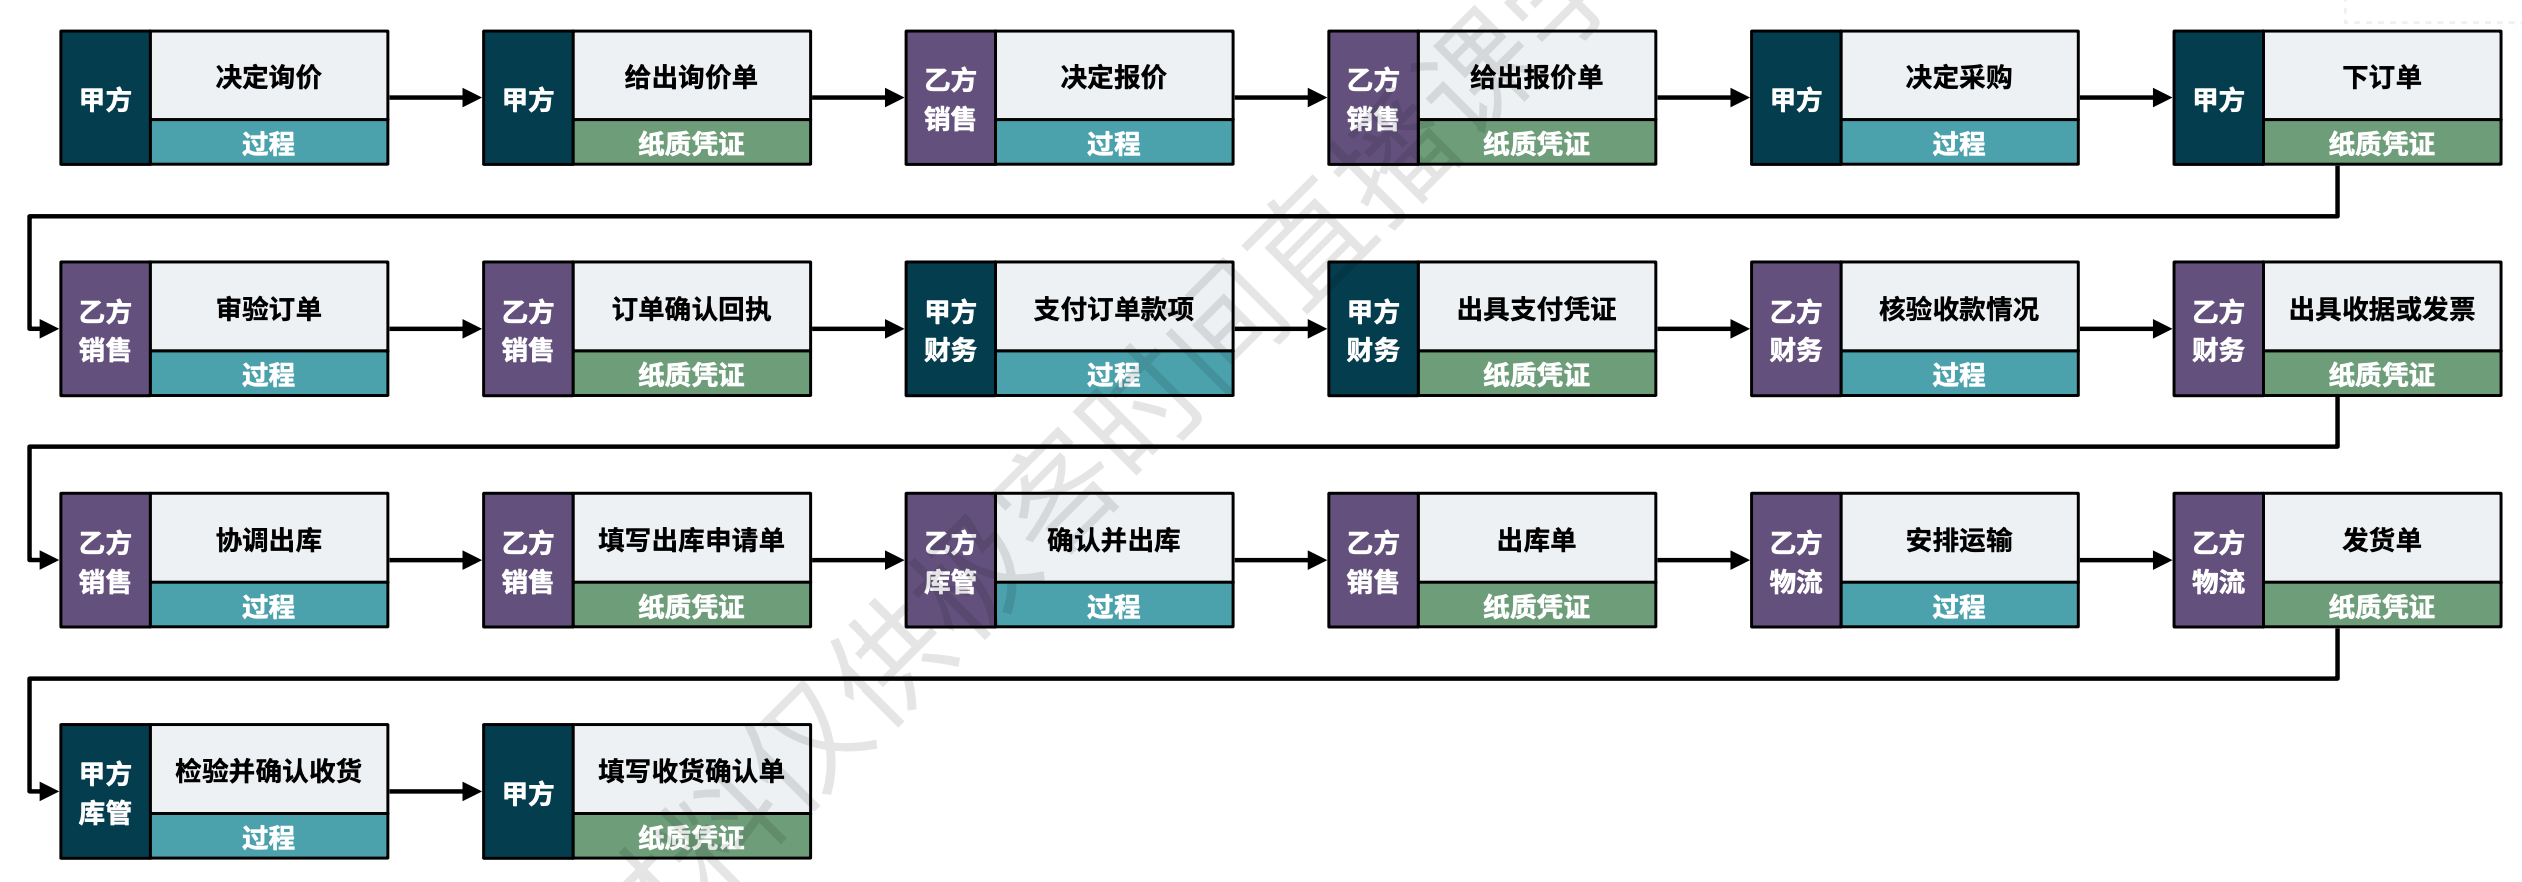 甲方
决定询价
过程
甲方
给出询价单
纸质凭证
乙方
销售
决定报价
过程
乙方
销售
给出报价单
纸质凭证
甲方
决定采购
过程
甲方
下订单
纸质凭证
乙方
销售
审验订单
过程
乙方
销售
订单确认回执
纸质凭证
甲方
财务
支付订单款项
过程
甲方
财务
出具支付凭证
纸质凭证
乙方
财务
核验收款情况
过程
乙方
财务
出具收据或发票
纸质凭证
乙方
销售
协调出库
过程
乙方
销售
填写出库申请单
纸质凭证
乙方
库管
确认并出库
过程
乙方
销售
出库单
纸质凭证
乙方
物流
安排运输
过程
乙方
物流
发货单
纸质凭证
甲方
库管
检验并确认收货
过程
甲方
填写收货确认单
纸质凭证
料仅供极客时间直播课学